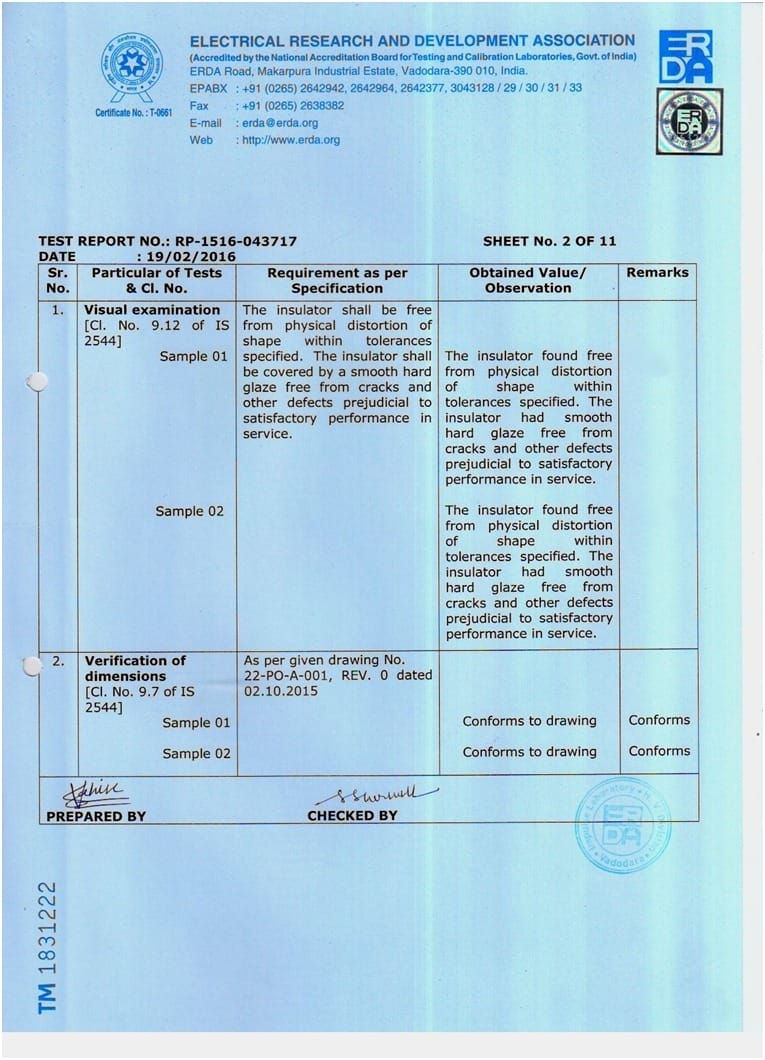 ELECTRICAL RESEARCH AND DEVELOPMENT ASSOCIATION
(Accredited by the National Accreditation Board for Testing and Calibration Laboratories, Govt. of India)
ERDA Road, Makarpura Industrial Estate, Vadodara-390 010, India.
EPABX : +91 (0265) 2642942, 2642964, 2642377, 3043128 / 29 / 30 / 31 / 33
Fax : +91 (0265) 2638382
E-mail : erda@erda.org
Web : http://www.erda.org
Certificate No. : T-0661
ERDA
ERDA
TEST REPORT NO.: RP-1516-043717 SHEET No. 2 OF 11
DATE : 19/02/2016
Sr. No. Particular of Tests & Cl. No. Requirement as per Specification Obtained Value/ Observation Remarks
1. Visual examination
[Cl. No. 9.12 of IS
2544]
Sample 01
The insulator shall be free
from physical distortion of
shape within tolerances
specified. The insulator shall
be covered by a smooth hard
glaze free from cracks and
other defects prejudicial to
satisfactory performance in
service.
The insulator found free
from physical distortion
of shape within
tolerances specified. The
insulator had smooth
hard glaze free from
cracks and other defects
prejudicial to satisfactory
performance in service.
Sample 02
The insulator found free
from physical distortion
of shape within
tolerances specified. The
insulator had smooth
hard glaze free from
cracks and other defects
prejudicial to satisfactory
performance in service.
2. Verification of
dimensions
[Cl. No. 9.7 of IS
2544]
As per given drawing No.
22-PO-A-001, REV. 0 dated
02.10.2015
Sample 01 Conforms to drawing Conforms
Sample 02 Conforms to drawing Conforms
PREPARED BY CHECKED BY
ERDA
Vadodara
TM 1831222